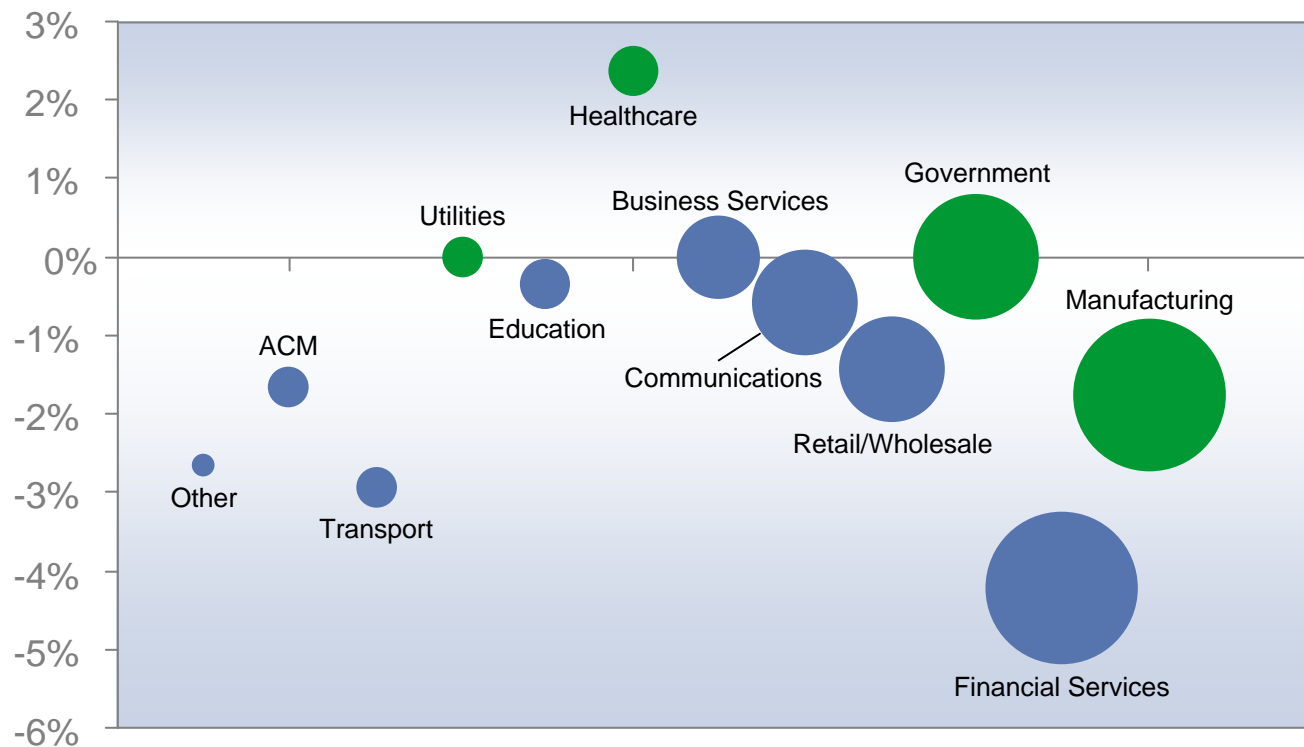 3%
2%
Healthcare
1%
Government
Business Services
Utilities
0%
Manufacturing
Education
-1%
ACM
Communications
-2%
Retail/Wholesale
-3%
Other
Transport
-4%
-5%
Financial Services
-6%